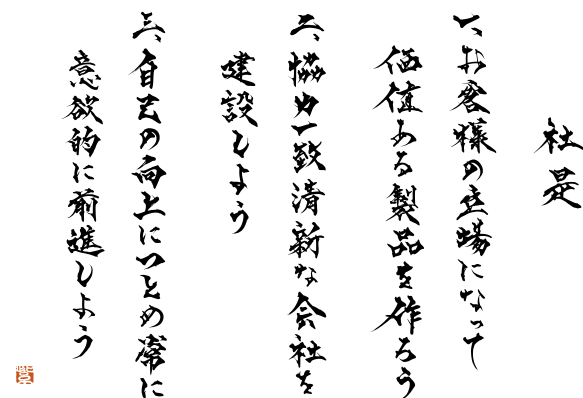 社是
一、お客様の立場になって
価値ある製品を作ろう
二、協力一致清新な会社を
建設しよう
三、自己の向上につとめ常に
意欲的に前進しよう